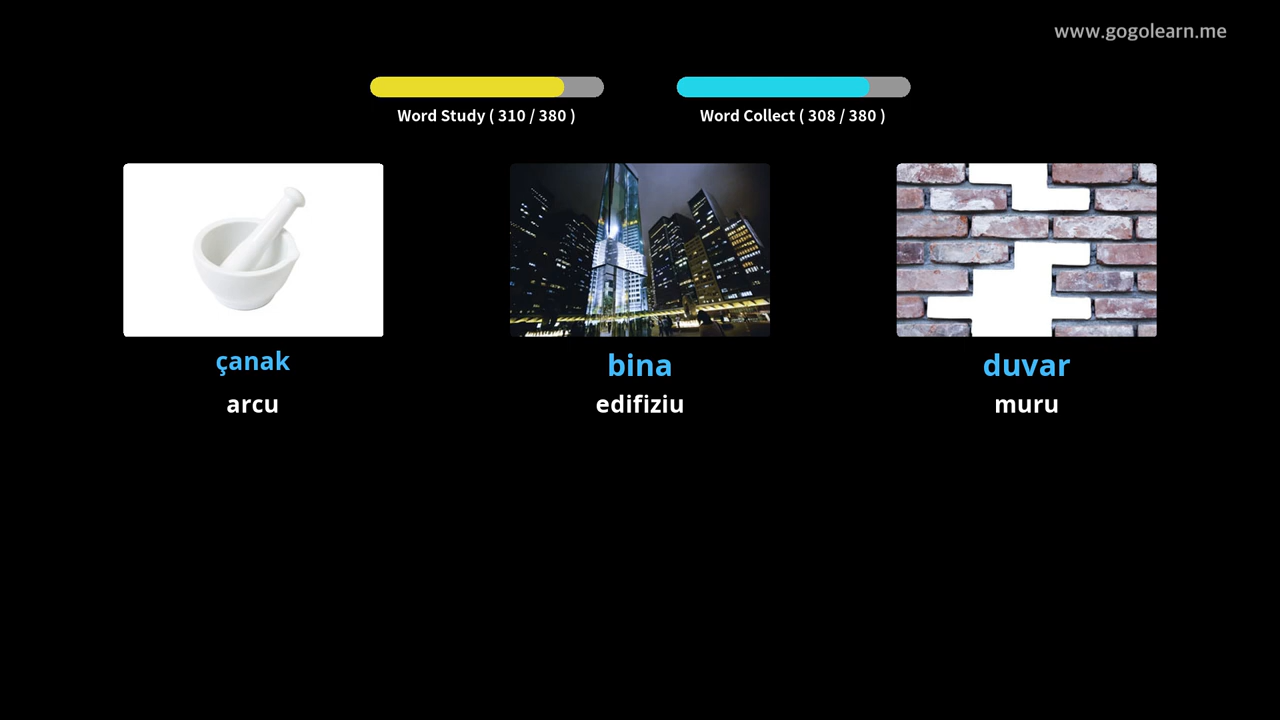 www.gogolearn.me
Word Study ( 310 / 380 )
Word Collect ( 308 / 380 )
çanak
bina
duvar
arcu
edifiziu
muru